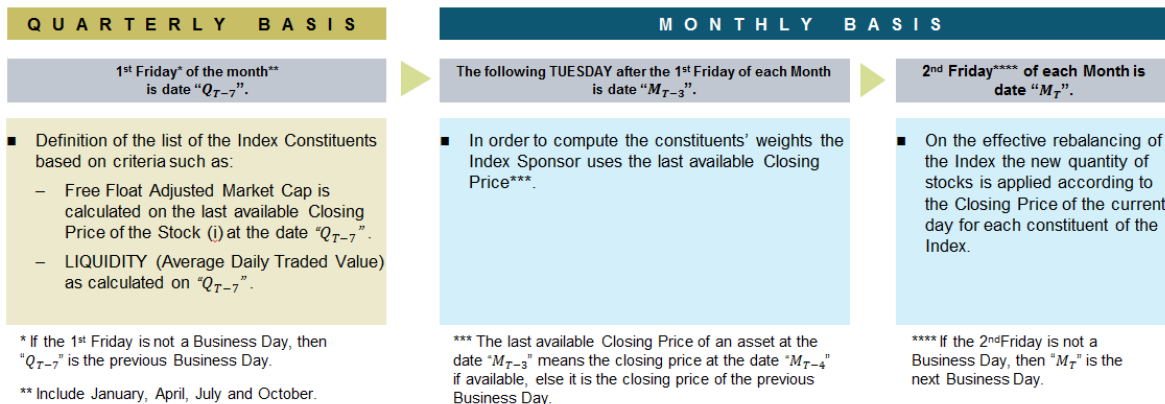 QUARTERLY BASIS
MONTHLY BASIS
1st Friday* of the month**
is date “Q_{T−7}”.
The following TUESDAY after the 1st Friday of each Month
is date “M_{T−3}”.
2nd Friday**** of each Month is
date “M_T”.
■ Definition of the list of the Index Constituents
based on criteria such as:
– Free Float Adjusted Market Cap is
calculated on the last available Closing
Price of the Stock (i) at the date “Q_{T−7}”.
– LIQUIDITY (Average Daily Traded Value)
as calculated on “Q_{T−7}”.
■ In order to compute the constituents’ weights the
Index Sponsor uses the last available Closing
Price***.
■ On the effective rebalancing of
the Index the new quantity of
stocks is applied according to
the Closing Price of the current
day for each constituent of the
Index.
* If the 1st Friday is not a Business Day, then
“Q_{T−7}” is the previous Business Day.
** Include January, April, July and October.
*** The last available Closing Price of an asset at the
date “M_{T−3}” means the closing price at the date “M_{T−4}”
if available, else it is the closing price of the previous
Business Day.
**** If the 2ndFriday is not a
Business Day, then “M_T” is the
next Business Day.